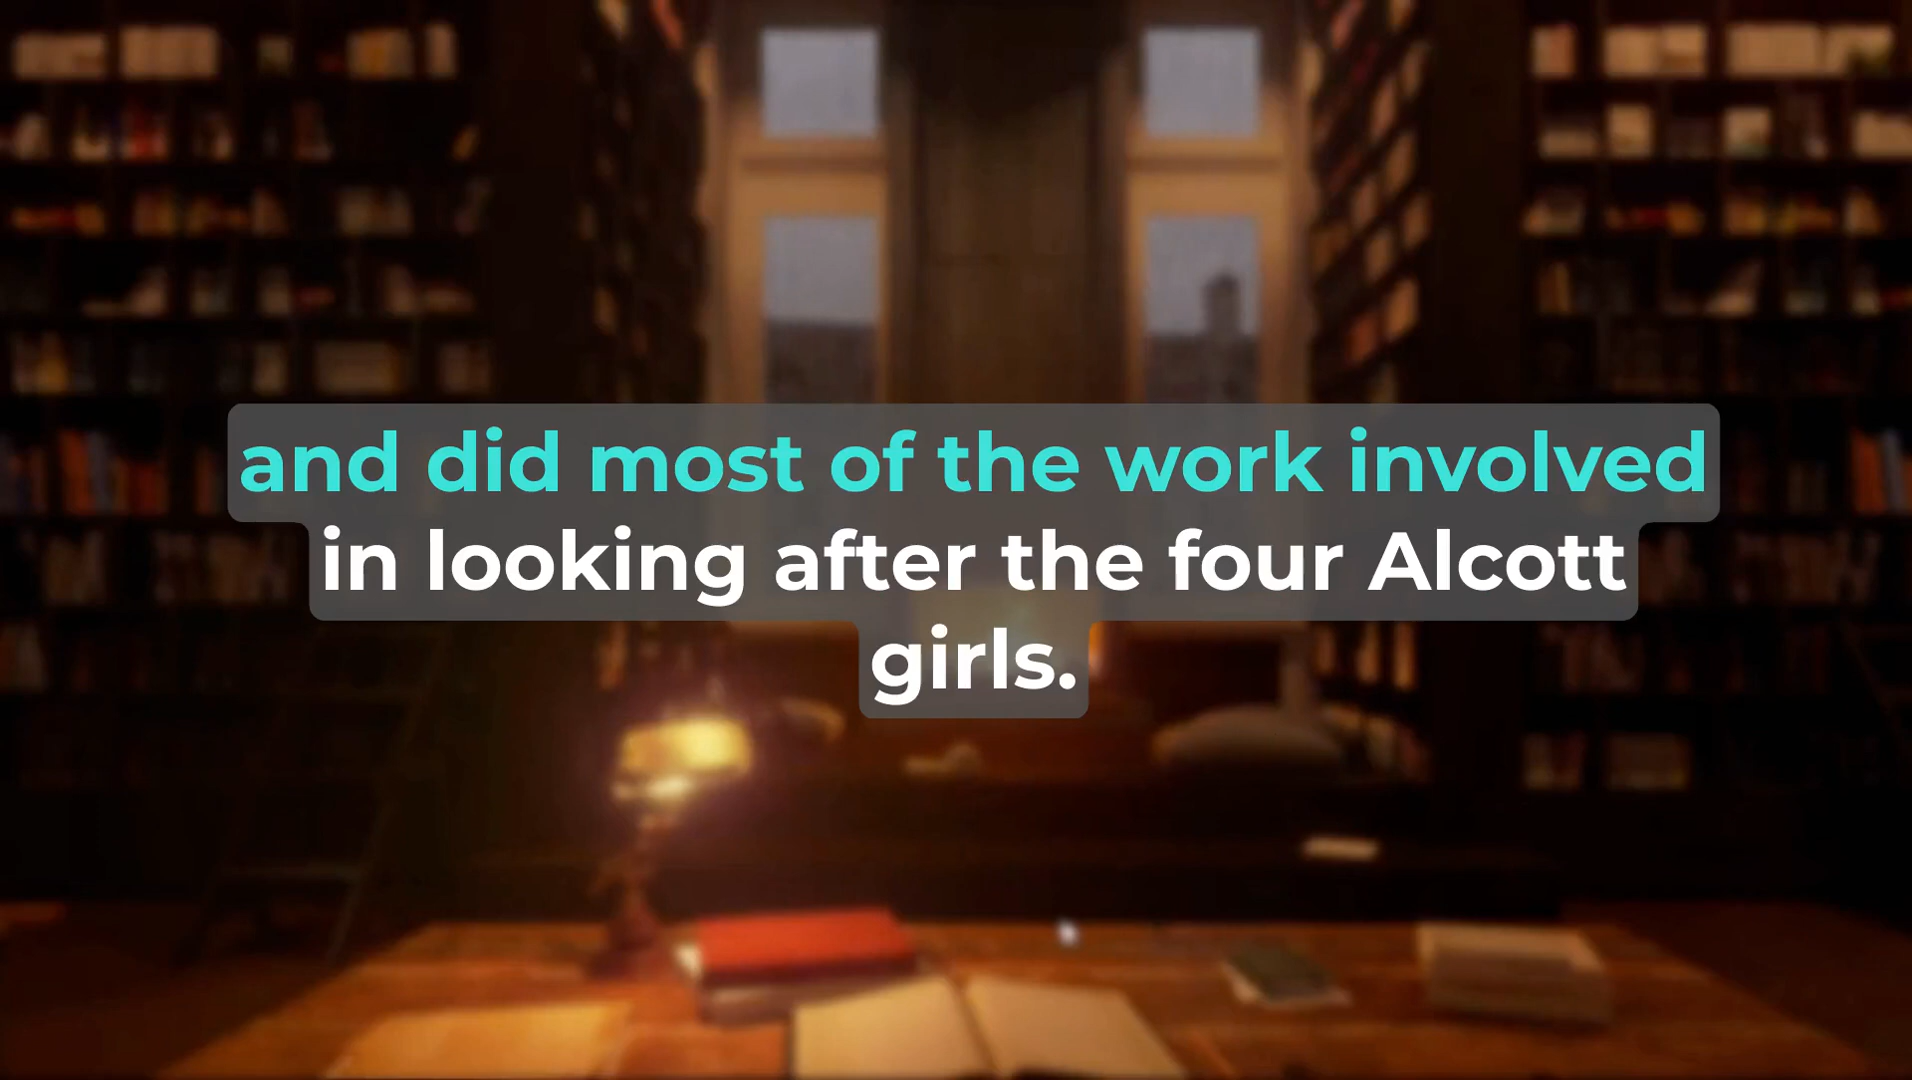 and did most of the work involved
in looking after the four Alcott
girls.